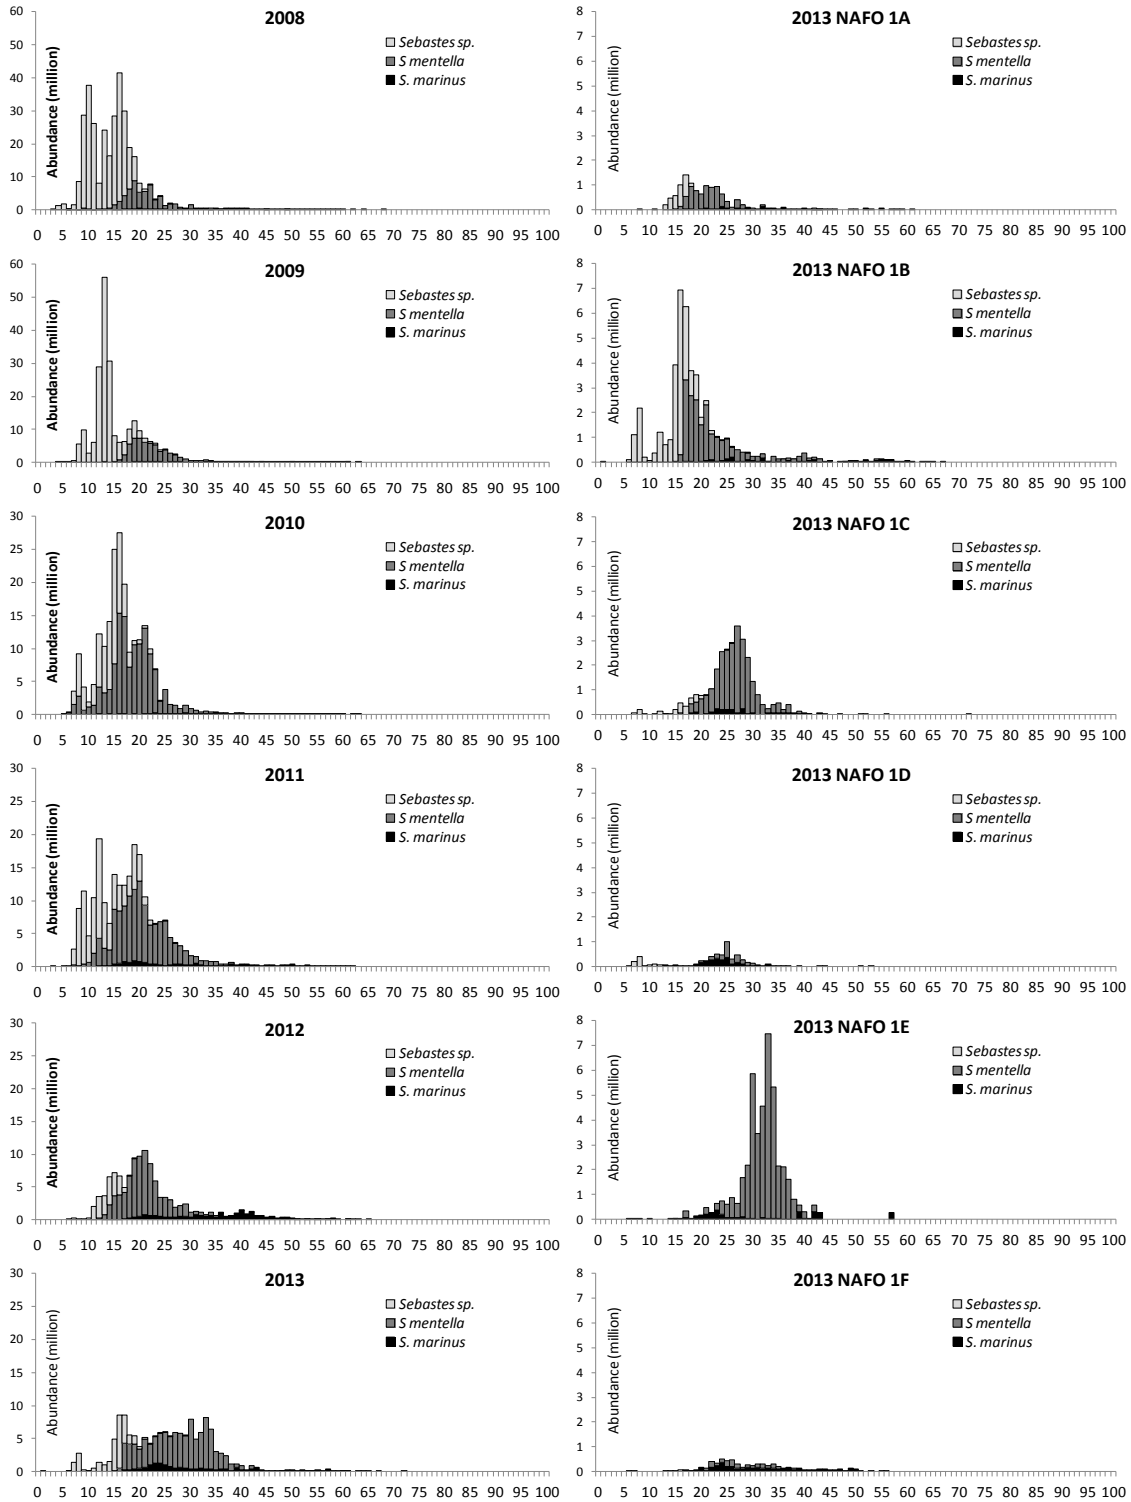 2008
60
50
40
30
20
10
0
Abundance (million)
Sebastes sp.
S mentella
S. marinus
0 5 10 15 20 25 30 35 40 45 50 55 60 65 70 75 80 85 90 95 100
2013 NAFO 1A
8
7
6
5
4
3
2
1
0
Abundance (million)
Sebastes sp.
S mentella
S. marinus
0 5 10 15 20 25 30 35 40 45 50 55 60 65 70 75 80 85 90 95 100
2009
60
50
40
30
20
10
0
Abundance (million)
Sebastes sp.
S mentella
S. marinus
0 5 10 15 20 25 30 35 40 45 50 55 60 65 70 75 80 85 90 95 100
2013 NAFO 1B
8
7
6
5
4
3
2
1
0
Abundance (million)
Sebastes sp.
S mentella
S. marinus
0 5 10 15 20 25 30 35 40 45 50 55 60 65 70 75 80 85 90 95 100
2010
30
25
20
15
10
5
0
Abundance (million)
Sebastes sp.
S mentella
S. marinus
0 5 10 15 20 25 30 35 40 45 50 55 60 65 70 75 80 85 90 95 100
2013 NAFO 1C
8
7
6
5
4
3
2
1
0
Abundance (million)
Sebastes sp.
S mentella
S. marinus
0 5 10 15 20 25 30 35 40 45 50 55 60 65 70 75 80 85 90 95 100
2011
30
25
20
15
10
5
0
Abundance (million)
Sebastes sp.
S mentella
S. marinus
0 5 10 15 20 25 30 35 40 45 50 55 60 65 70 75 80 85 90 95 100
2013 NAFO 1D
8
7
6
5
4
3
2
1
0
Abundance (million)
Sebastes sp.
S mentella
S. marinus
0 5 10 15 20 25 30 35 40 45 50 55 60 65 70 75 80 85 90 95 100
2012
30
25
20
15
10
5
0
Abundance (million)
Sebastes sp.
S mentella
S. marinus
0 5 10 15 20 25 30 35 40 45 50 55 60 65 70 75 80 85 90 95 100
2013 NAFO 1E
8
7
6
5
4
3
2
1
0
Abundance (million)
Sebastes sp.
S mentella
S. marinus
0 5 10 15 20 25 30 35 40 45 50 55 60 65 70 75 80 85 90 95 100
2013
30
25
20
15
10
5
0
Abundance (million)
Sebastes sp.
S mentella
S. marinus
0 5 10 15 20 25 30 35 40 45 50 55 60 65 70 75 80 85 90 95 100
2013 NAFO 1F
8
7
6
5
4
3
2
1
0
Abundance (million)
Sebastes sp.
S mentella
S. marinus
0 5 10 15 20 25 30 35 40 45 50 55 60 65 70 75 80 85 90 95 100